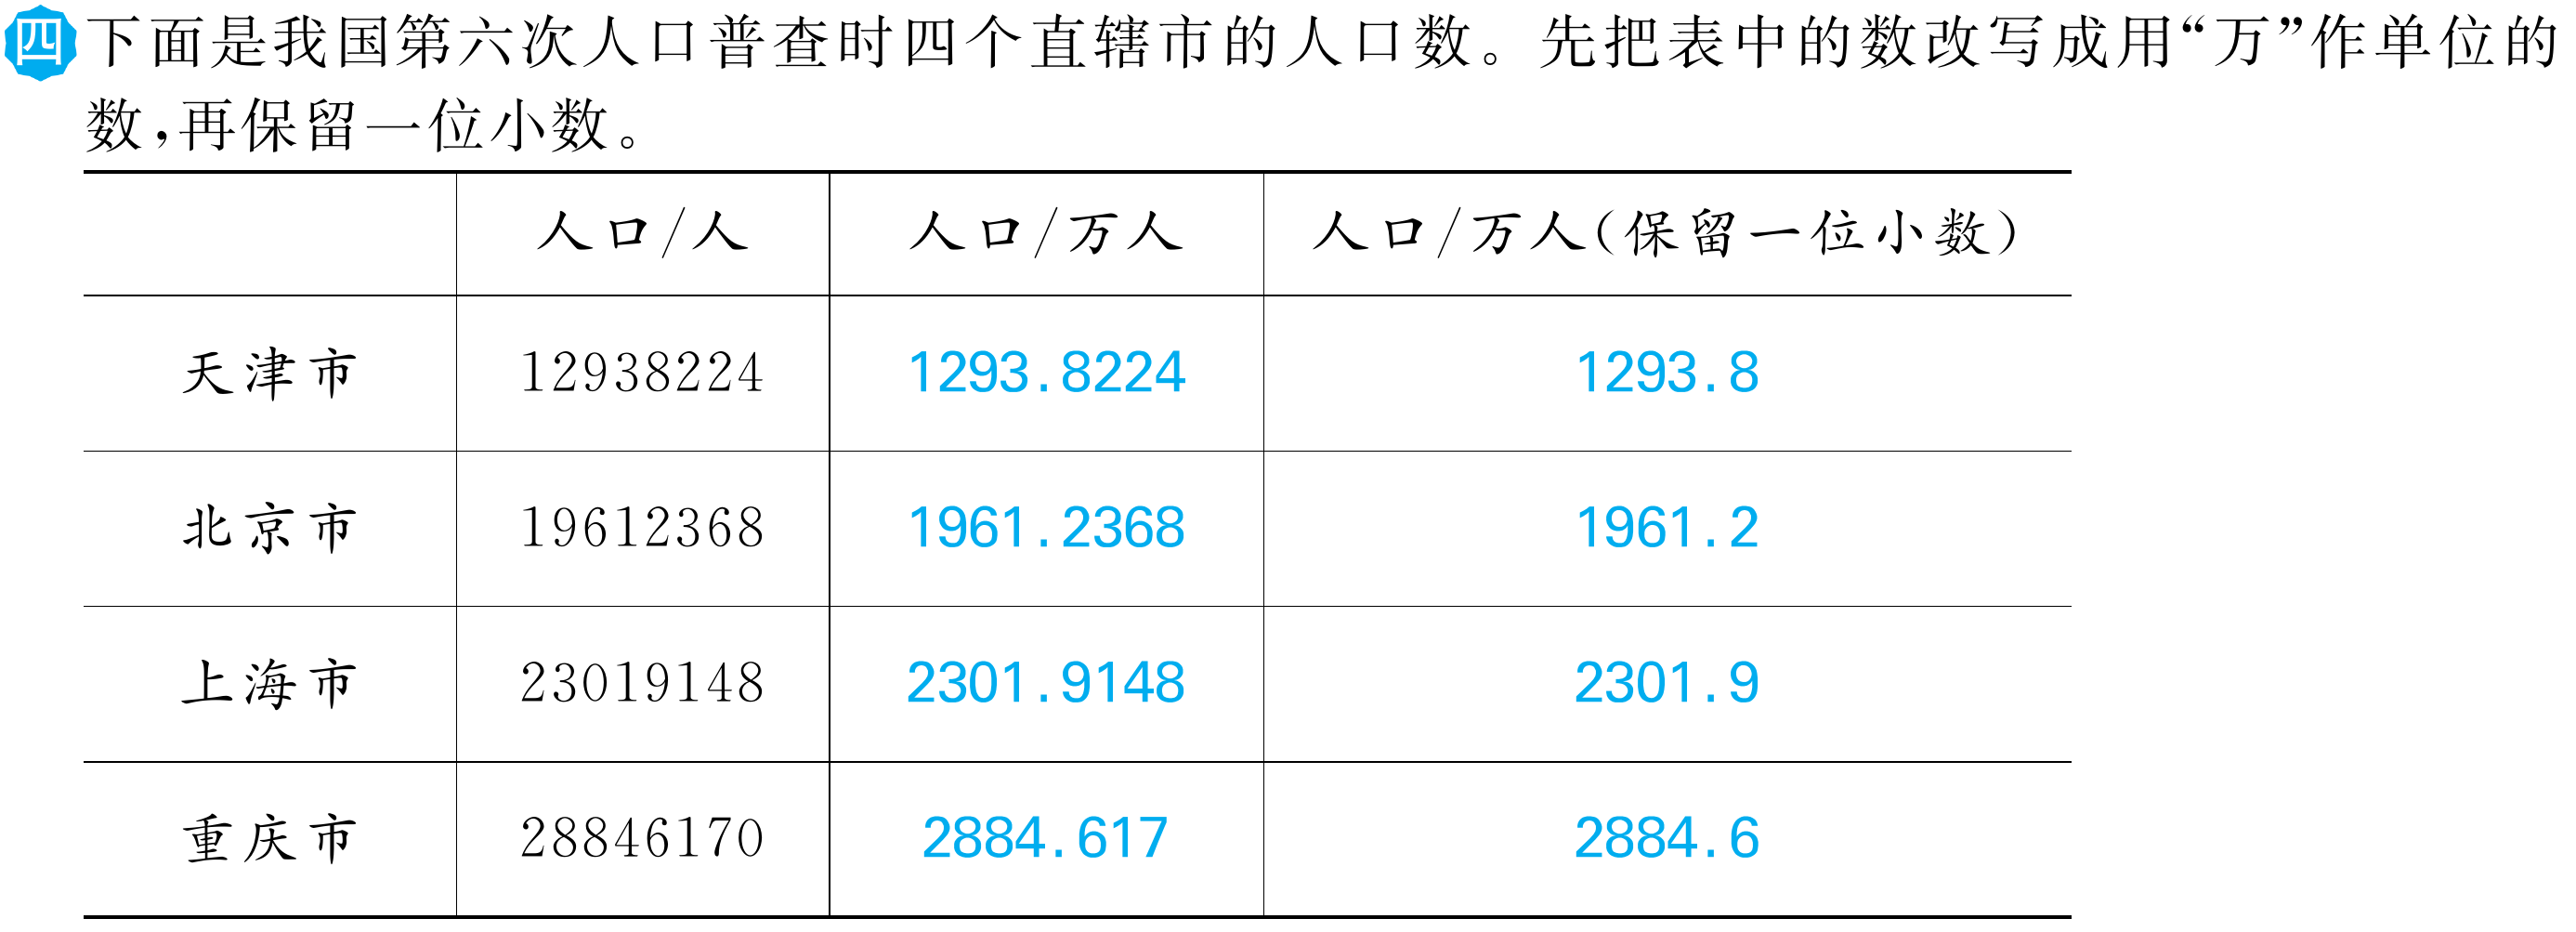 四 下面是我国第六次人口普查时四个直辖市的人口数。先把表中的数改写成用“万”作单位的
数,再保留一位小数。
人口/人 人口/万人 人口/万人(保留一位小数)
天津市 12938224 1293.8224 1293.8
北京市 19612368 1961.2368 1961.2
上海市 23019148 2301.9148 2301.9
重庆市 28846170 2884.617 2884.6